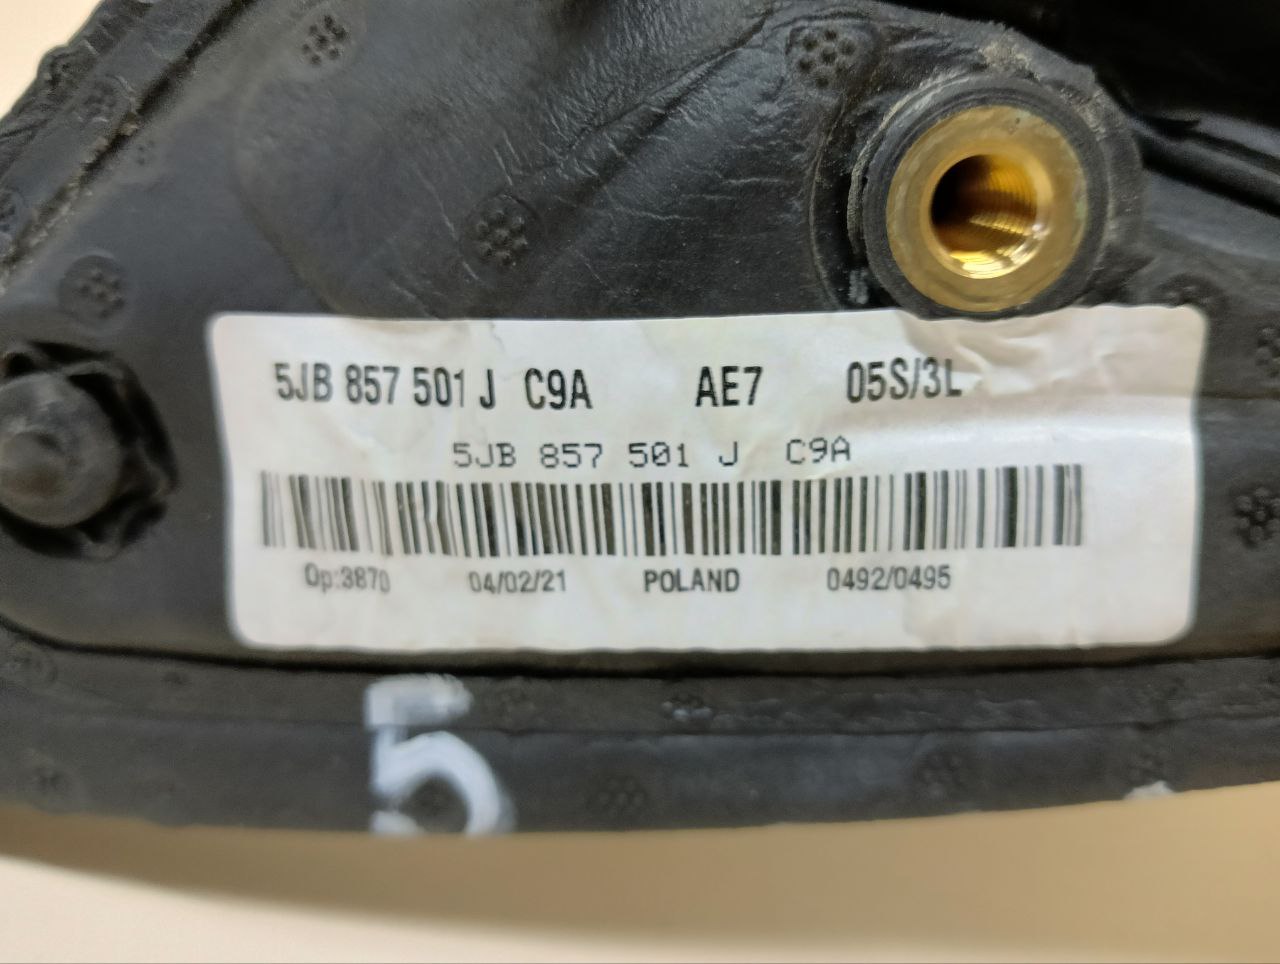 5JB 857 501 J C9A AE7 05S/3L
5JB 857 501 J C9A
Op:3870 04/02/21 POLAND 0492/0495
5